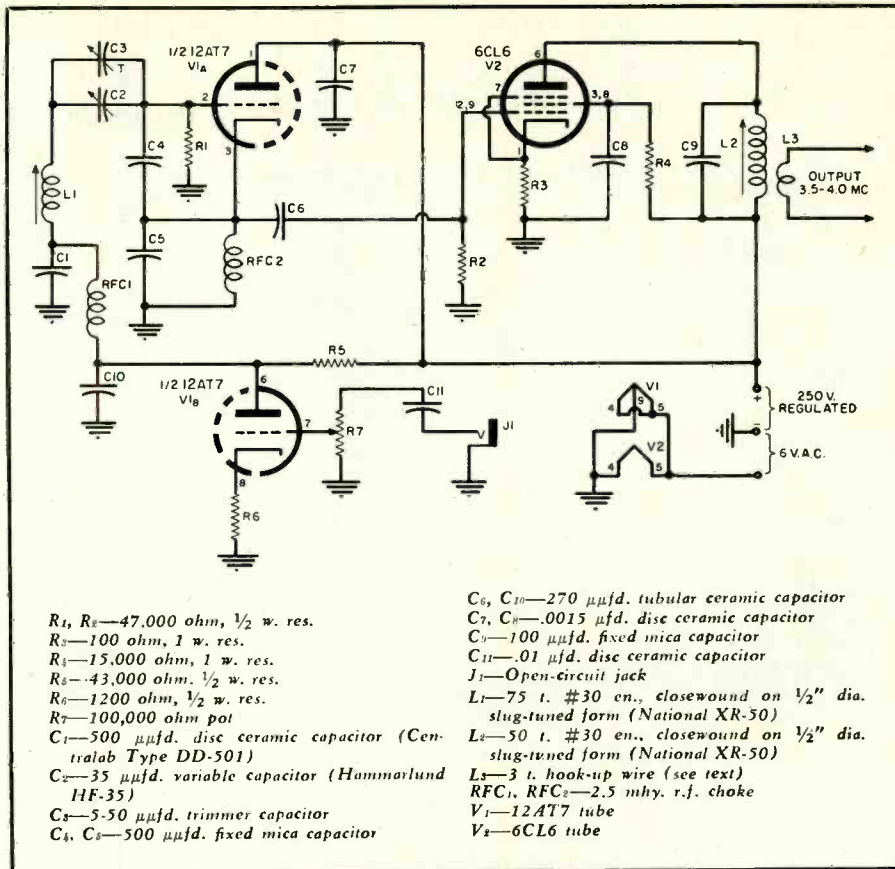 C3
T
C2
L1
C1
RFC1
C10
C4
C5
R1
1/2 12AT7
V1A
1
2
3
C7
C6
RFC2
R2
6CL6
V2
6
7
2,9
3,8
1
R3
C8
R4
C9
L2
L3
OUTPUT
3.5-4.0 MC
R5
1/2 12AT7
V1B
6
7
8
R6
R7
C11
J1
V1
4
9
5
V2
4
5
+
250 V.
REGULATED
-
6 V.A.C.
R1, R2—47,000 ohm, 1/2 w. res.
R3—100 ohm, 1 w. res.
R4—15,000 ohm, 1 w. res.
R5—43,000 ohm. 1/2 w. res.
R6—1200 ohm, 1/2 w. res.
R7—100,000 ohm pot
C1—500 μμfd. disc ceramic capacitor (Cen-
tralab Type DD-501)
C2—35 μμfd. variable capacitor (Hammarlund
HF-35)
C3—5-50 μμfd. trimmer capacitor
C4, C5—500 μμfd. fixed mica capacitor
C6, C10—270 μμfd. tubular ceramic capacitor
C7, C8—.0015 μfd. disc ceramic capacitor
C9—100 μμfd. fixed mica capacitor
C11—.01 μfd. disc ceramic capacitor
J1—Open-circuit jack
L1—75 t. #30 en., closewound on 1/2" dia.
slug-tuned form (National XR-50)
L2—50 t. #30 en., closewound on 1/2" dia.
slug-tuned form (National XR-50)
L3—3 t. hook-up wire (see text)
RFC1, RFC2—2.5 mhy. r.f. choke
V1—12AT7 tube
V2—6CL6 tube